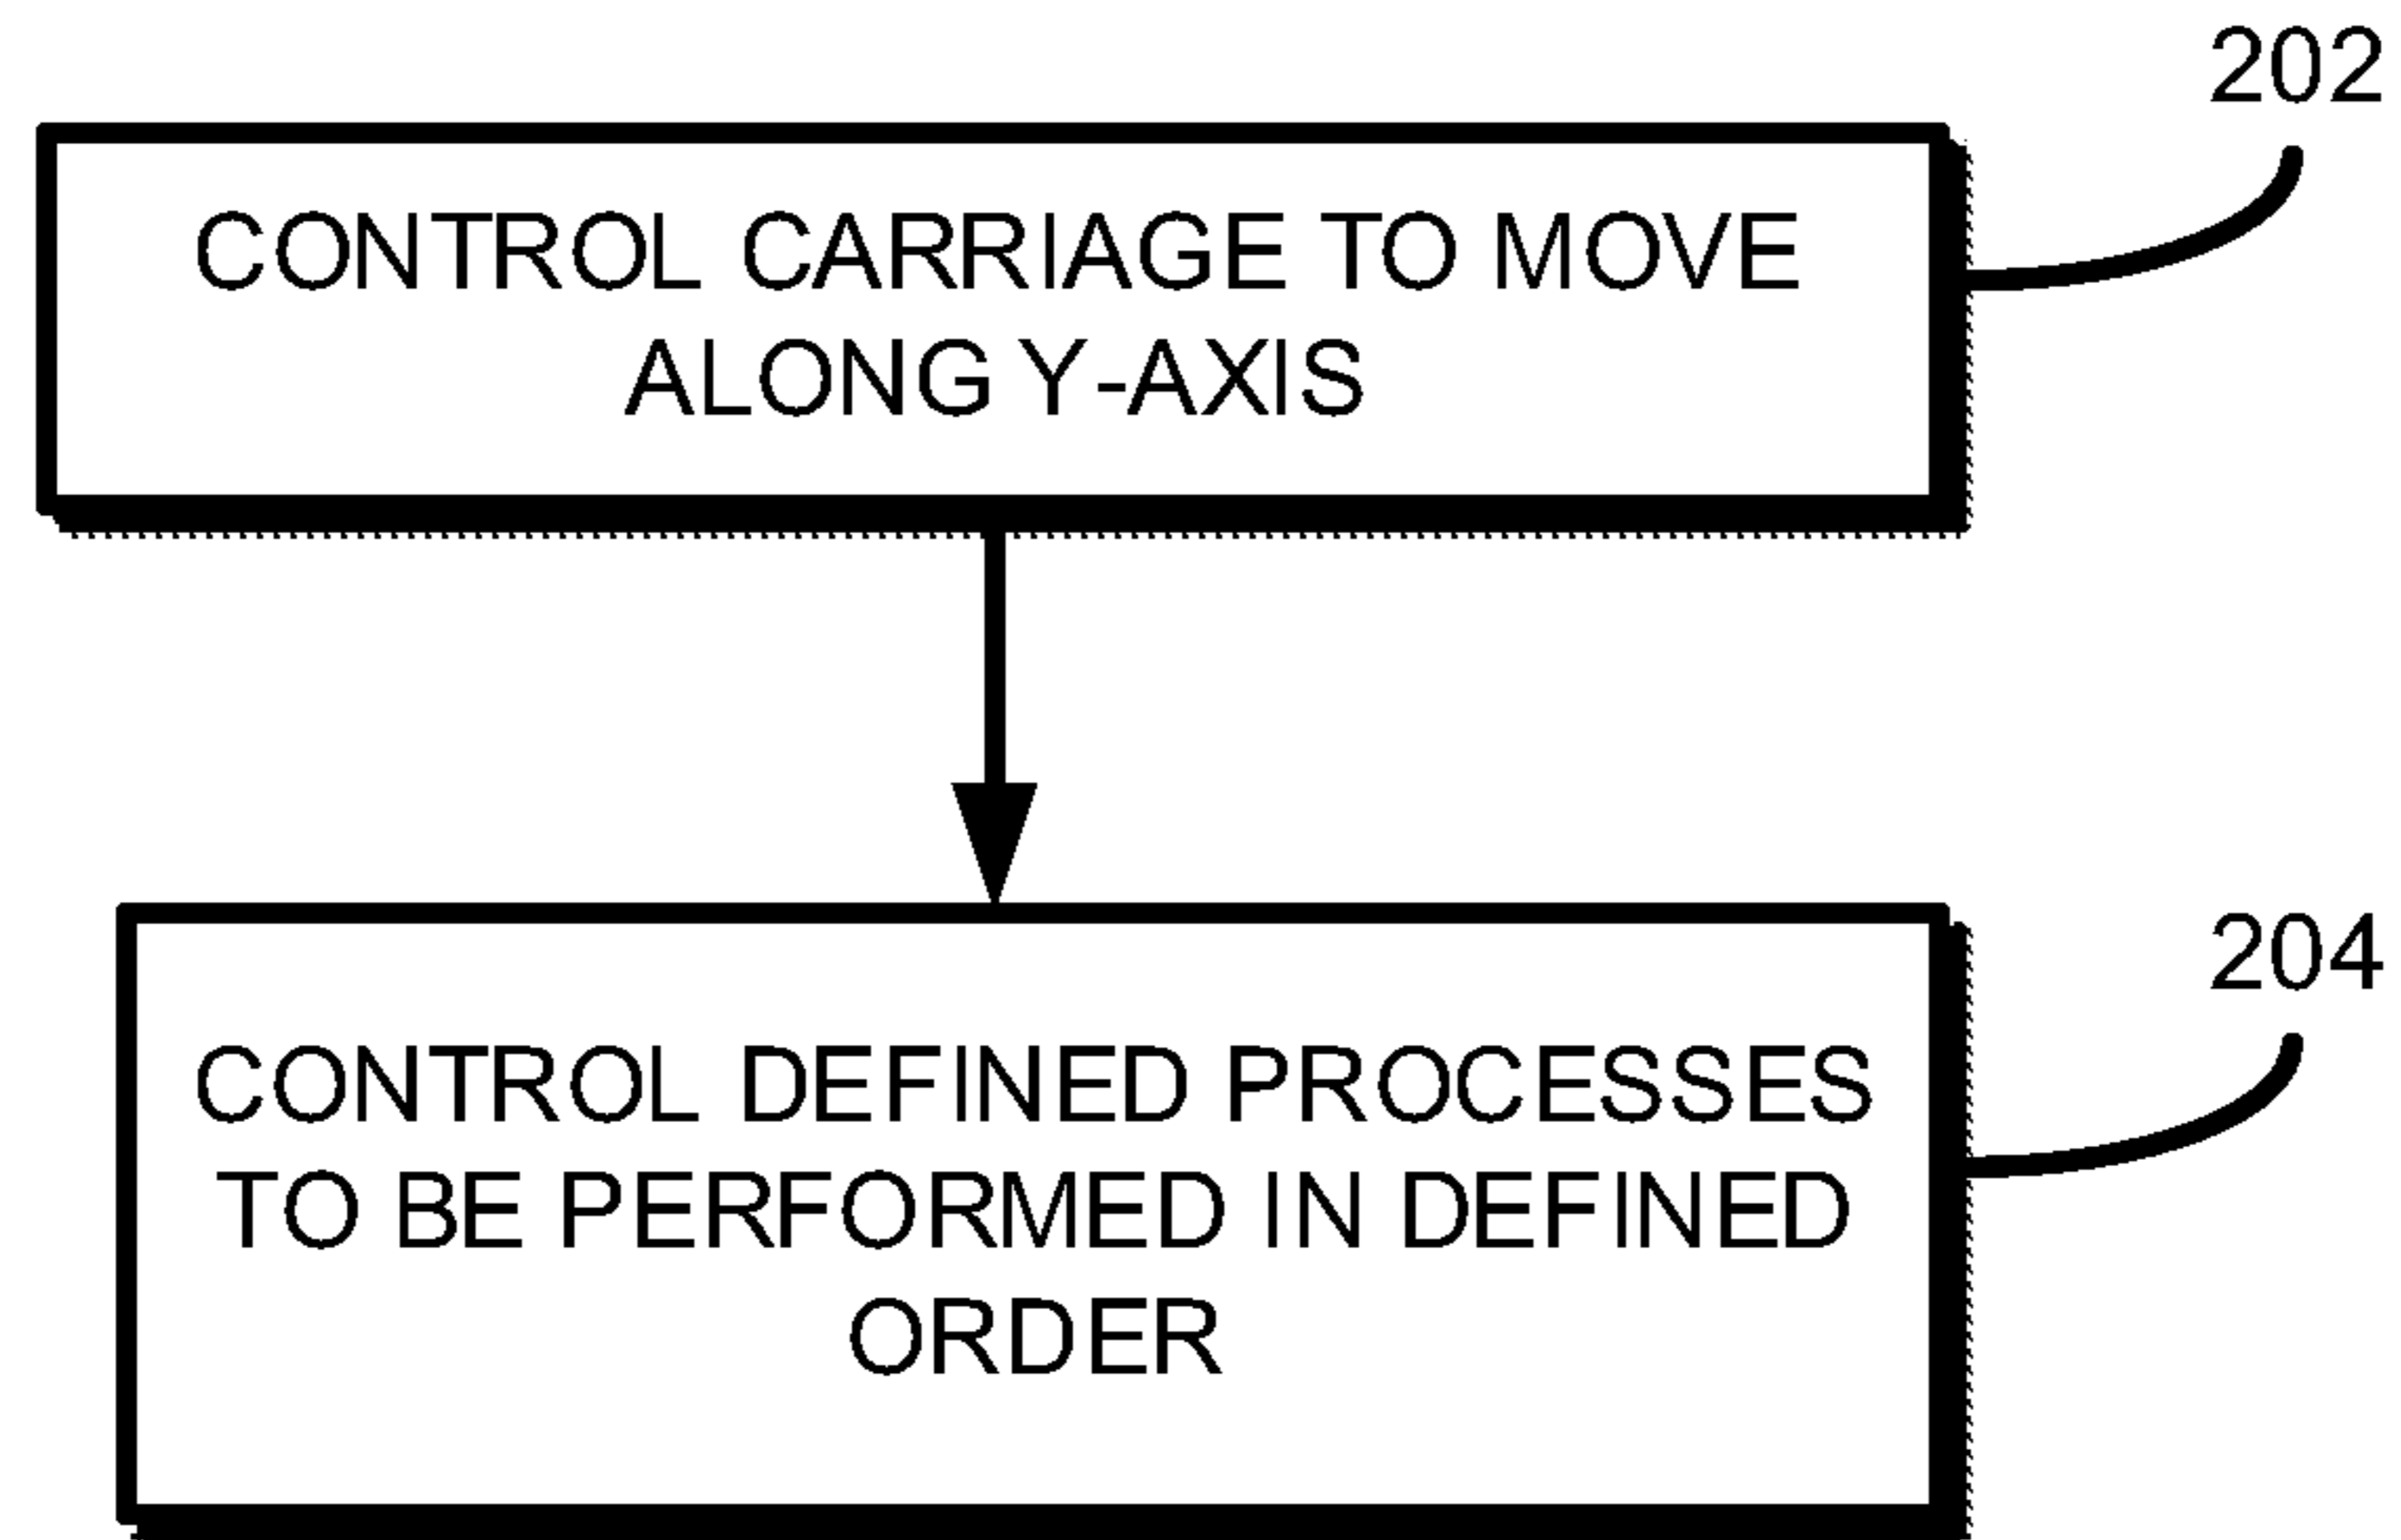 202
CONTROL CARRIAGE TO MOVE
ALONG Y-AXIS
204
CONTROL DEFINED PROCESSES
TO BE PERFORMED IN DEFINED
ORDER